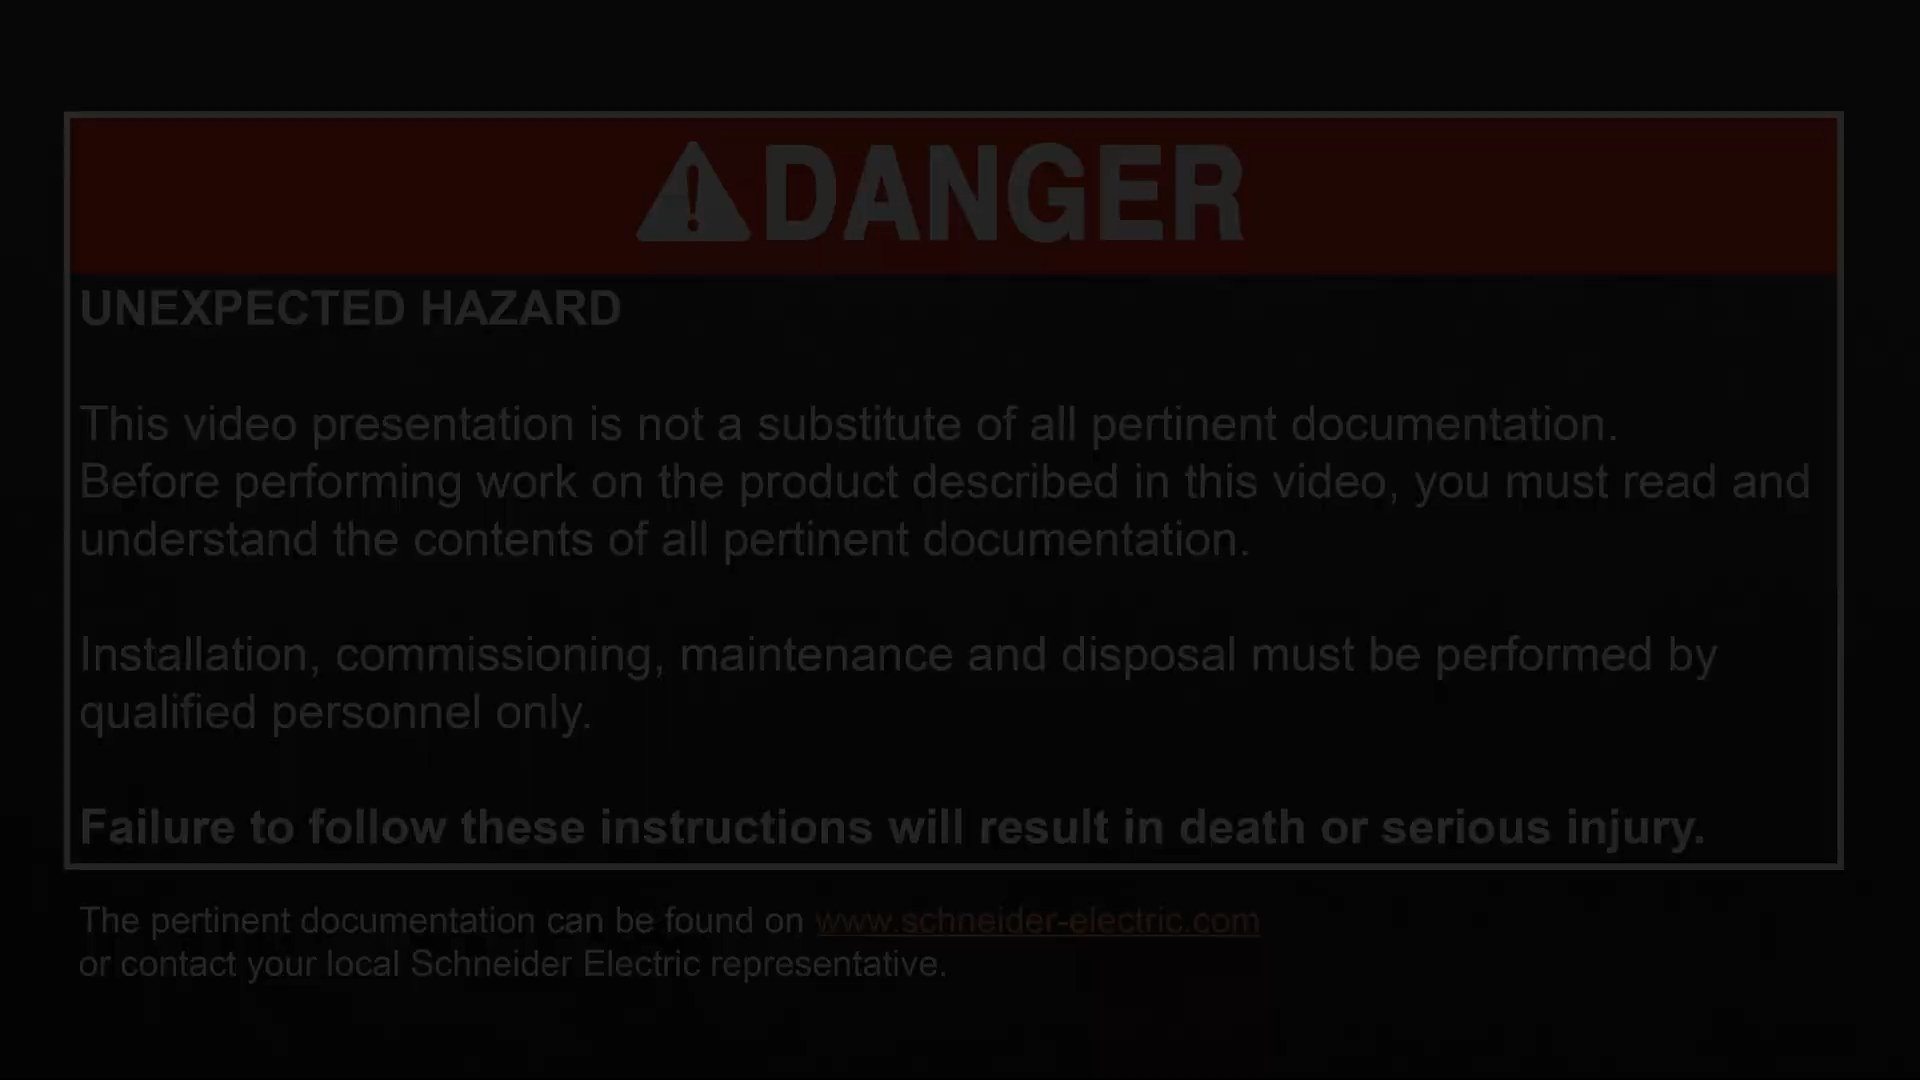 DANGER
UNEXPECTED HAZARD
This video presentation is not a substitute of all pertinent documentation.
Before performing work on the product described in this video, you must read and
understand the contents of all pertinent documentation.
Installation, commissioning, maintenance and disposal must be performed by
qualified personnel only.
Failure to follow these instructions will result in death or serious injury.
The pertinent documentation can be found on www.schneider-electric.com
or contact your local Schneider Electric representative.